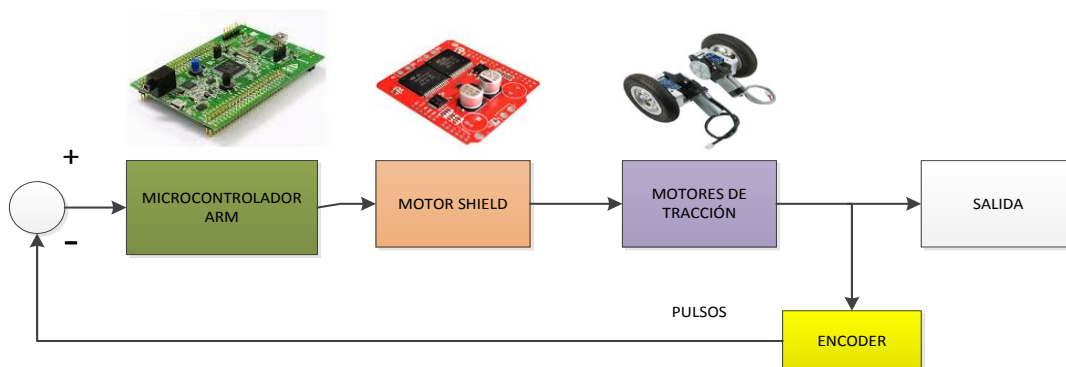 +
MICROCONTROLADOR
ARM
MOTOR SHIELD
MOTORES DE
TRACCIÓN
SALIDA
−
PULSOS
ENCODER